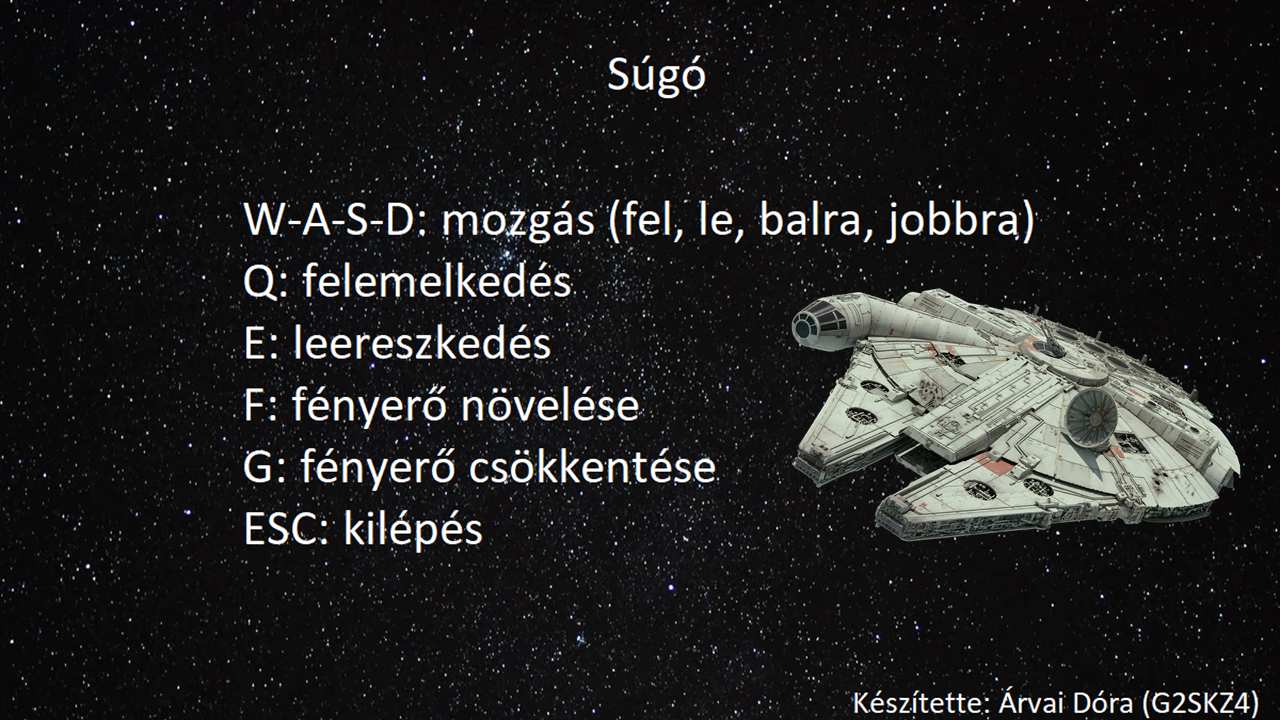 Súgó
W-A-S-D: mozgás (fel, le, balra, jobbra)
Q: felemelkedés
E: leereszkedés
F: fényerő növelése
G: fényerő csökkentése
ESC: kilépés
Készítette: Árvai Dóra (G2SKZ4)